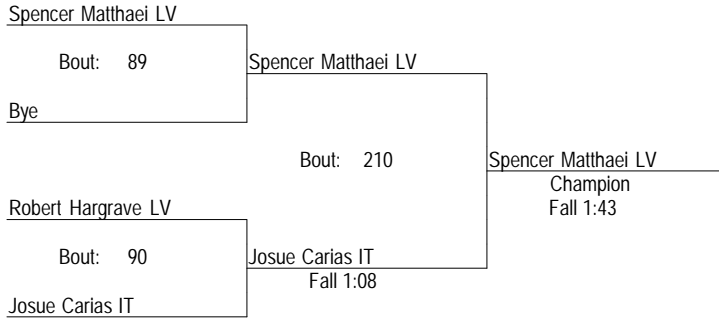 Spencer Matthaei LV
Bout: 89
Spencer Matthaei LV
Bye
Bout: 210
Spencer Matthaei LV
Champion
Fall 1:43
Robert Hargrave LV
Bout: 90
Josue Carias IT
Fall 1:08
Josue Carias IT